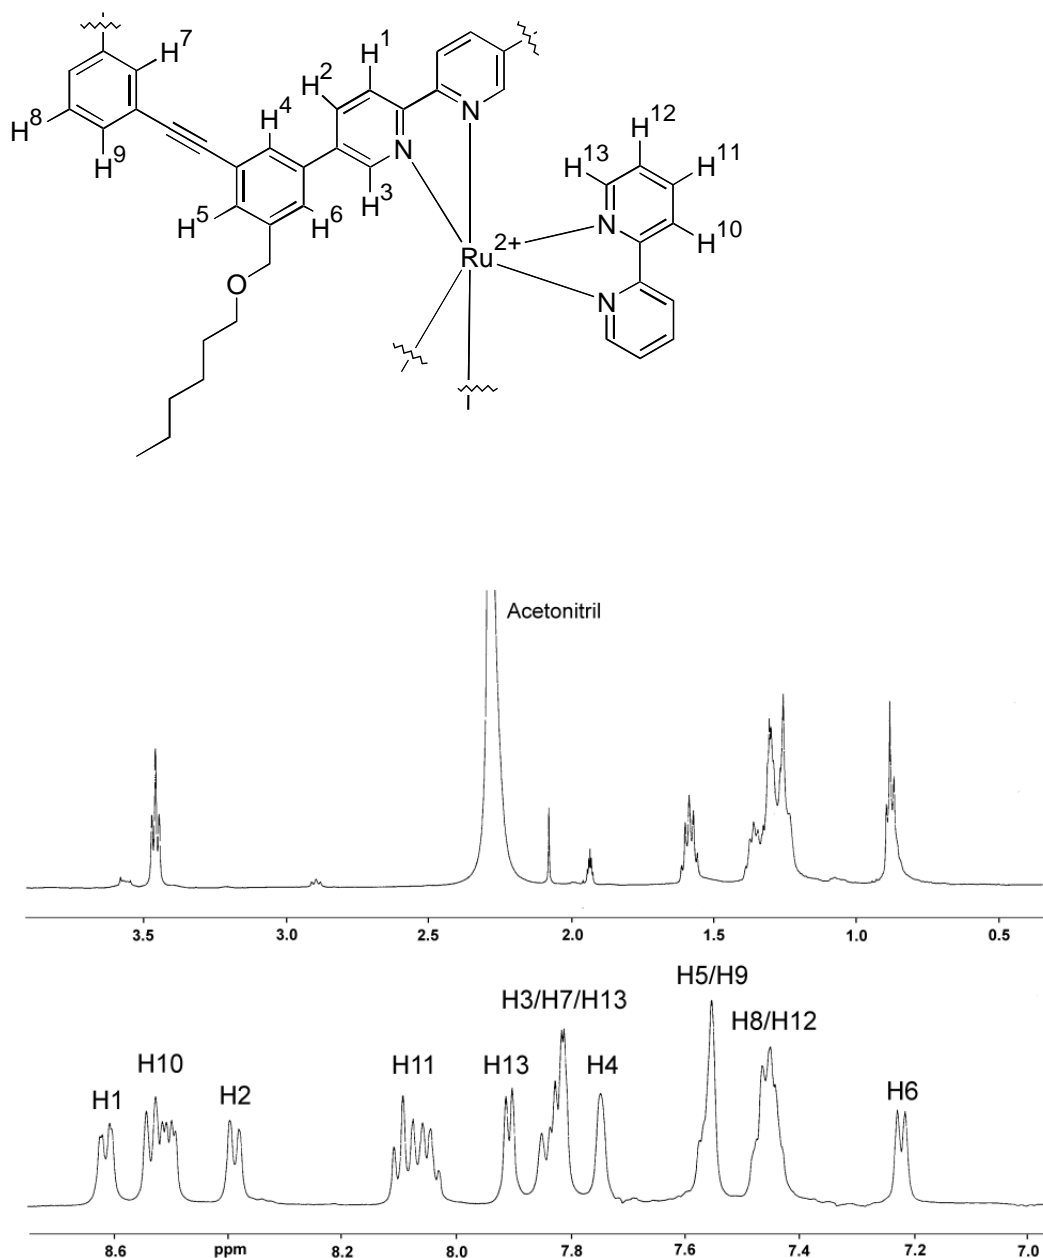 H7
H1
H2
H4
H8
H9
N
N
H12
H13
H11
H3
H5
H6
N
H10
Ru2+
O
N
Acetonitril
3.5 3.0 2.5 2.0 1.5 1.0 0.5
H5/H9
H3/H7/H13
H8/H12
H10 H11 H13 H4
H1 H2 H6
8.6 ppm 8.2 8.0 7.8 7.6 7.4 7.2 7.0